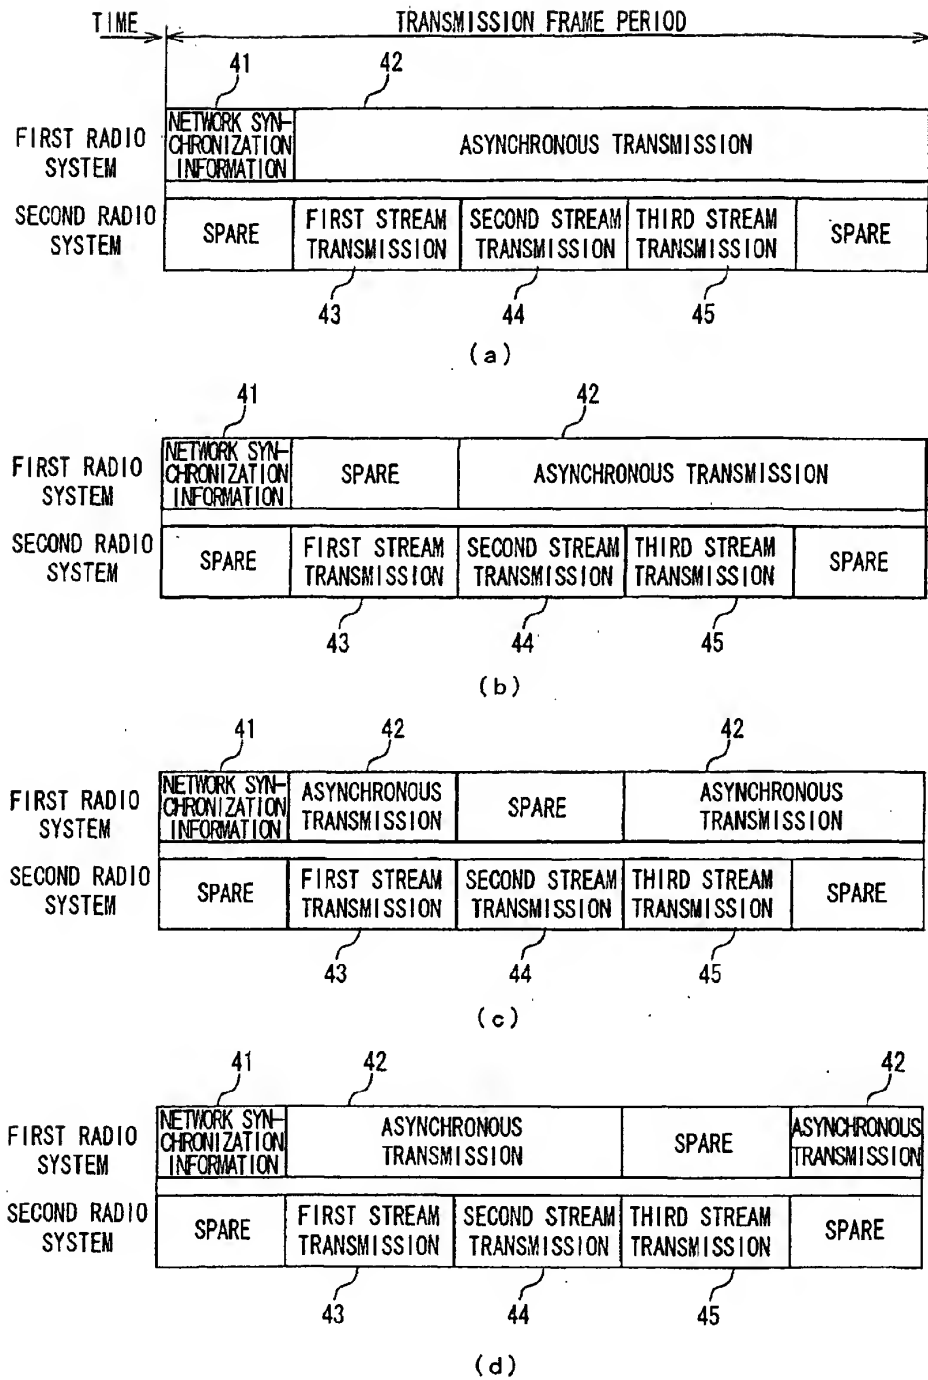 TIME
TRANSMISSION FRAME PERIOD
41
42
FIRST RADIO
SYSTEM
NETWORK SYN-
CHRONIZATION
INFORMATION
ASYNCHRONOUS TRANSMISSION
SECOND RADIO
SYSTEM
SPARE
FIRST STREAM
TRANSMISSION
SECOND STREAM
TRANSMISSION
THIRD STREAM
TRANSMISSION
SPARE
43
44
45
(a)
41
42
FIRST RADIO
SYSTEM
NETWORK SYN-
CHRONIZATION
INFORMATION
SPARE
ASYNCHRONOUS TRANSMISSION
SECOND RADIO
SYSTEM
SPARE
FIRST STREAM
TRANSMISSION
SECOND STREAM
TRANSMISSION
THIRD STREAM
TRANSMISSION
SPARE
43
44
45
(b)
41
42
42
FIRST RADIO
SYSTEM
NETWORK SYN-
CHRONIZATION
INFORMATION
ASYNCHRONOUS
TRANSMISSION
SPARE
ASYNCHRONOUS
TRANSMISSION
SECOND RADIO
SYSTEM
SPARE
FIRST STREAM
TRANSMISSION
SECOND STREAM
TRANSMISSION
THIRD STREAM
TRANSMISSION
SPARE
43
44
45
(c)
41
42
42
FIRST RADIO
SYSTEM
NETWORK SYN-
CHRONIZATION
INFORMATION
ASYNCHRONOUS
TRANSMISSION
SPARE
ASYNCHRONOUS
TRANSMISSION
SECOND RADIO
SYSTEM
SPARE
FIRST STREAM
TRANSMISSION
SECOND STREAM
TRANSMISSION
THIRD STREAM
TRANSMISSION
SPARE
43
44
45
(d)